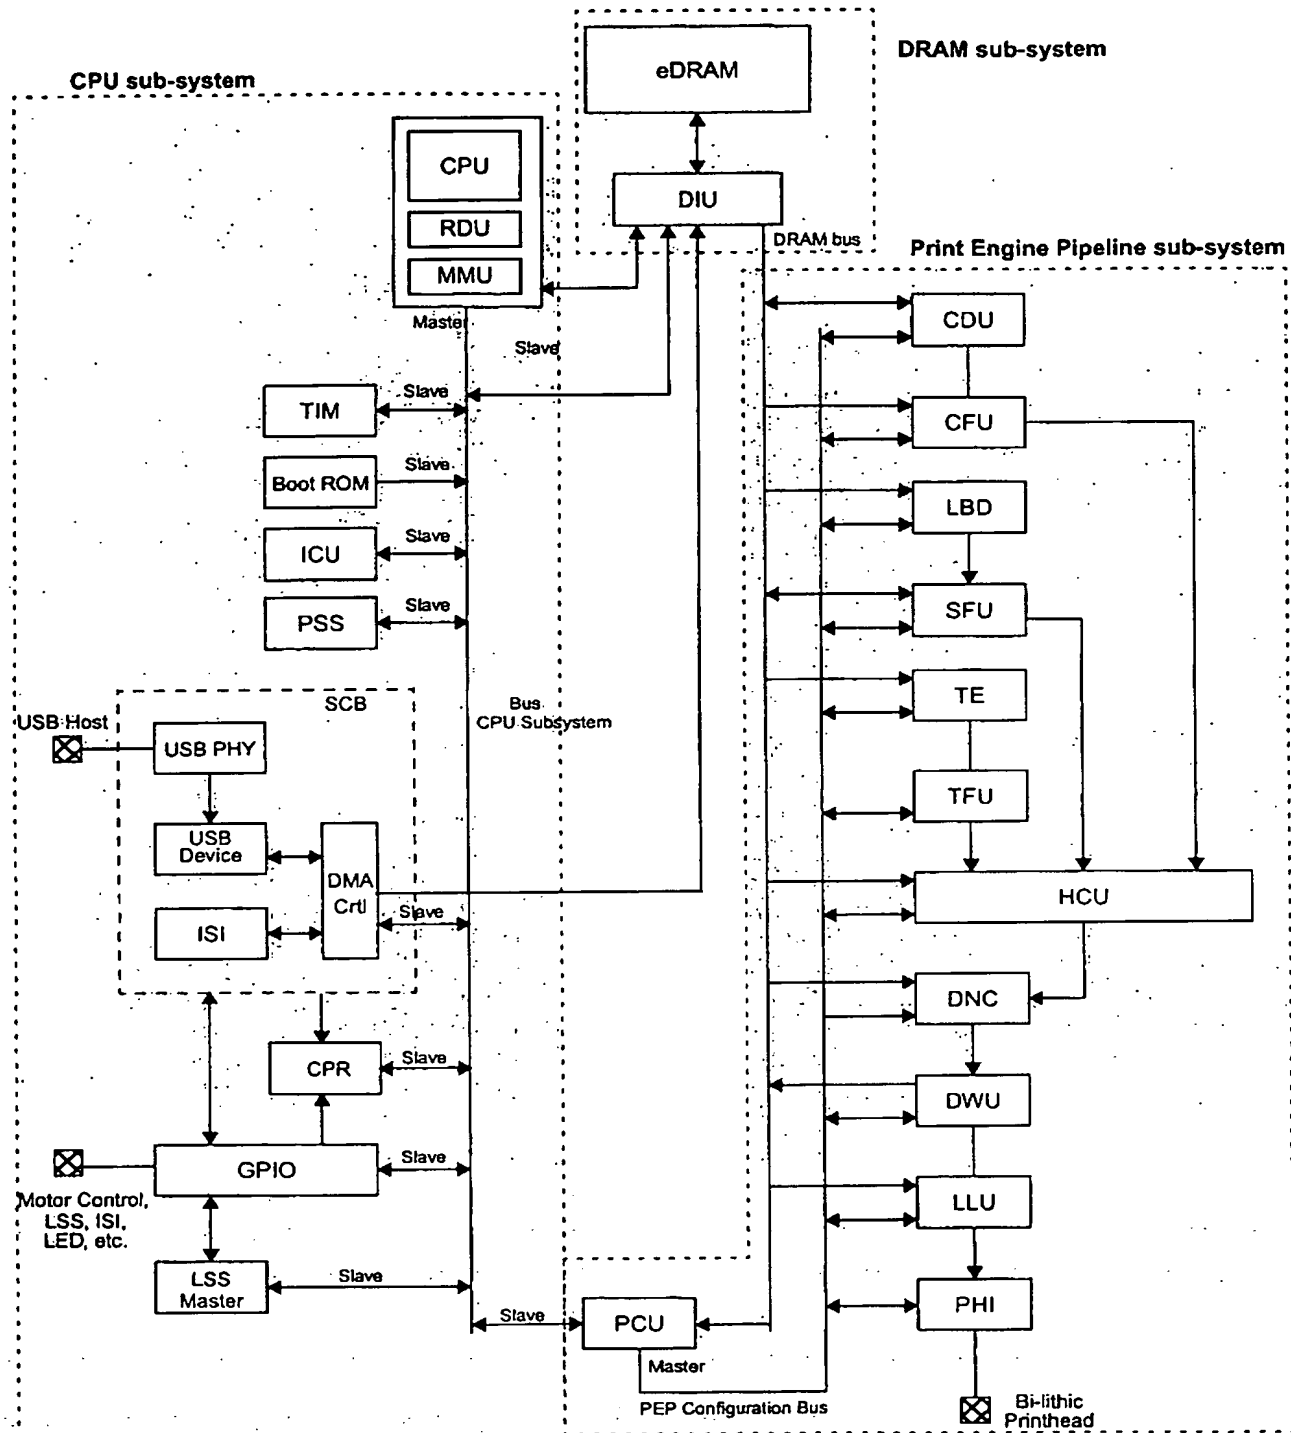 DRAM sub-system
CPU sub-system
eDRAM
CPU
RDU
MMU
DIU
DRAM bus
Print Engine Pipeline sub-system
Master
Slave
CDU
TIM
Slave
CFU
Boot ROM
Slave
LBD
ICU
Slave
PSS
Slave
SFU
SCB
Bus
CPU Subsystem
TE
USB Host
USB PHY
TFU
USB
Device
DMA
Crtl
Slave
ISI
HCU
DNC
CPR
Slave
DWU
GPIO
Slave
Motor Control,
LSS, ISI,
LED, etc.
LLU
LSS
Master
Slave
Slave
PCU
PHI
Master
PEP Configuration Bus
Bi-lithic
Printhead